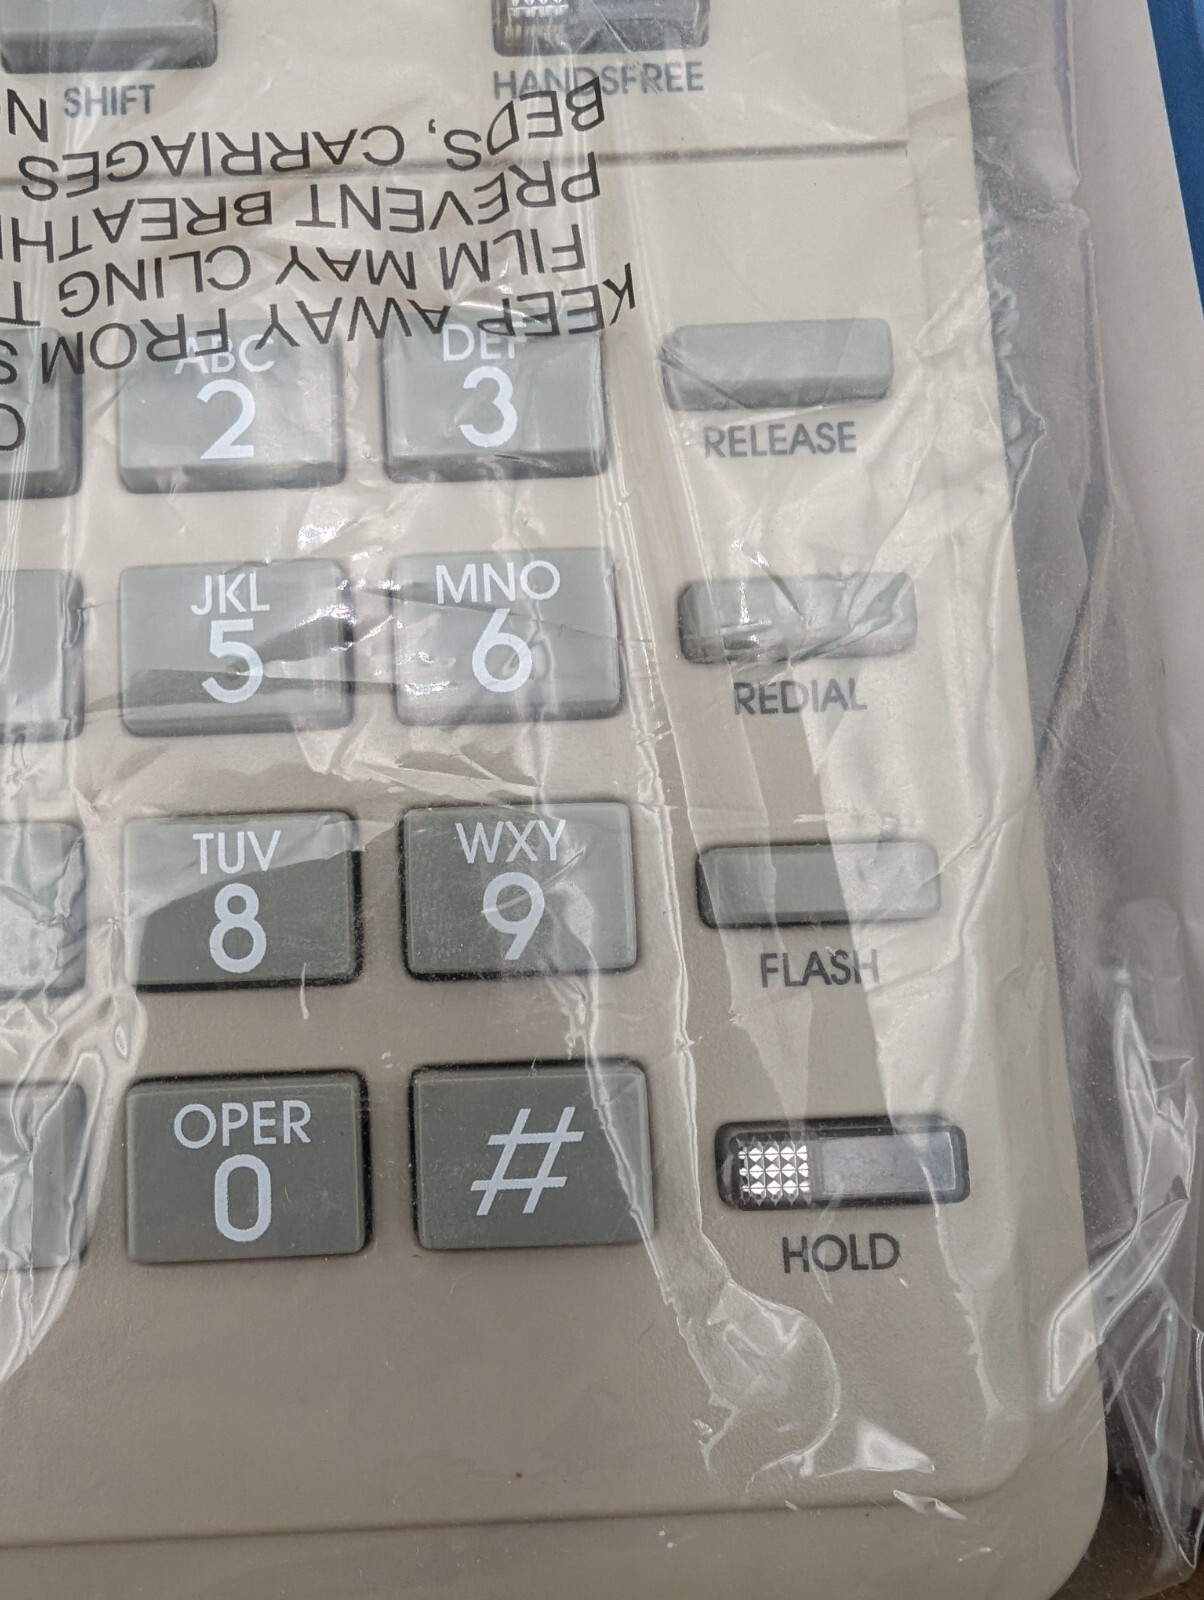 SHIFT
HANDSFREE
KEEP AWAY FROM
FILM MAY CLING
PREVENT
BEDS, CARRIAGES
ABC
2
DEF
3
RELEASE
JKL
5
MNO
6
REDIAL
TUV
8
WXY
9
FLASH
OPER
0
#
HOLD